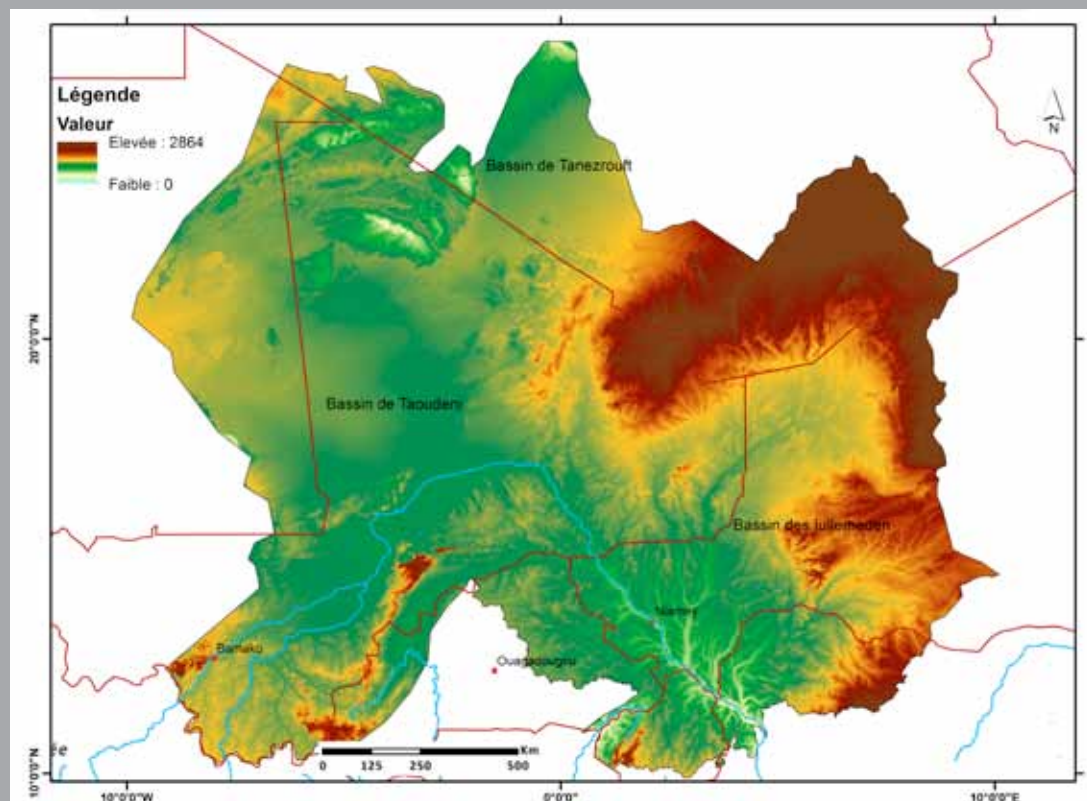 Légende
Valeur
Elevée : 2864
Faible : 0
N
Bassin de Tanezrouft
20°0'0"N
Bassin de Taoudeni
Bassin des Iullemeden
Niamey
Bamako
Ouagadougou
10°0'0"N
Km
0 125 250 500
10°0'0"W 0°0'0" 10°0'0"E